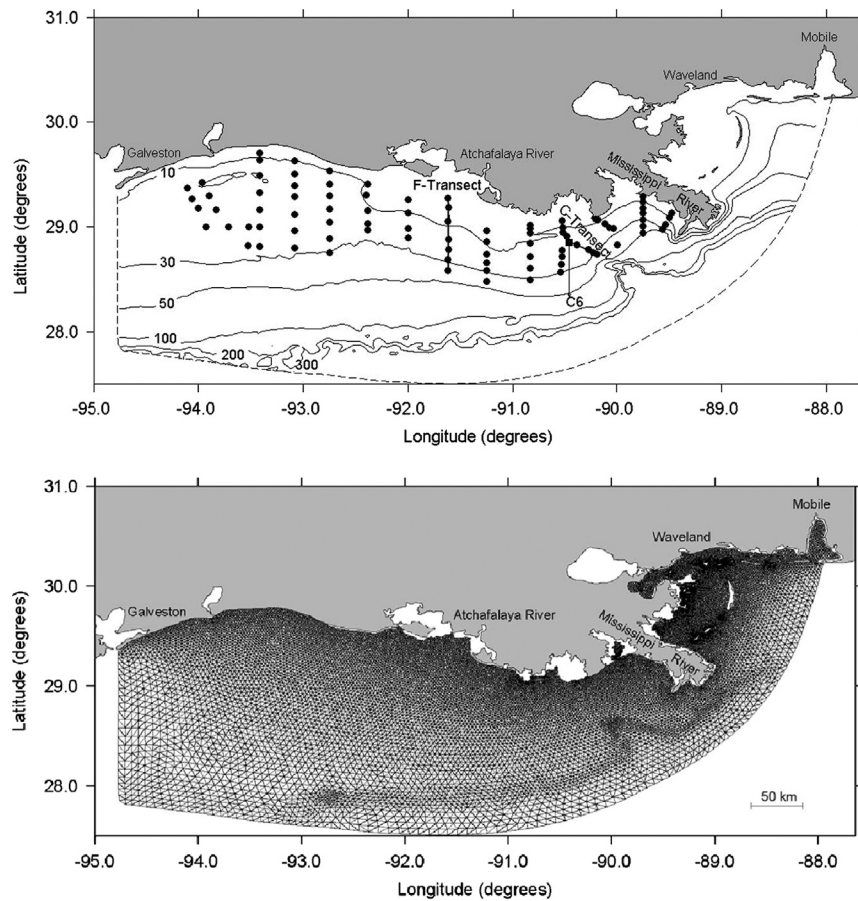 31.0
Mobile
Waveland
30.0
Galveston
Atchafalaya River
10
F-Transect
Mississippi
River
29.0
C-Transect
30
50
C6
100
28.0
200
300
Latitude (degrees)
-95.0 -94.0 -93.0 -92.0 -91.0 -90.0 -89.0 -88.0
Longitude (degrees)
31.0
Mobile
Waveland
30.0
Galveston
Atchafalaya River
Mississippi
River
29.0
28.0
50 km
Latitude (degrees)
-95.0 -94.0 -93.0 -92.0 -91.0 -90.0 -89.0 -88.0
Longitude (degrees)